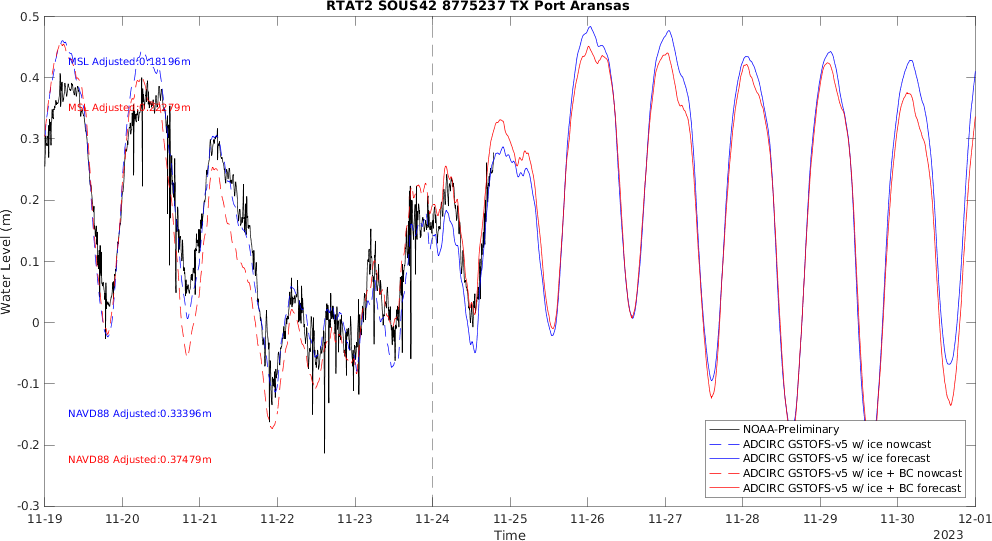 RTAT2 SOUS42 8775237 TX Port Aransas
Water Level (m)
0.5
0.4
0.3
0.2
0.1
0
-0.1
-0.2
-0.3
MSL Adjusted:0.18196m
MSL Adjusted:0.22279m
NAVD88 Adjusted:0.33396m
NAVD88 Adjusted:0.37479m
NOAA-Preliminary
ADCIRC GSTOFS-v5 w/ ice nowcast
ADCIRC GSTOFS-v5 w/ ice forecast
ADCIRC GSTOFS-v5 w/ ice + BC nowcast
ADCIRC GSTOFS-v5 w/ ice + BC forecast
11-19 11-20 11-21 11-22 11-23 11-24 11-25 11-26 11-27 11-28 11-29 11-30 12-01
Time
2023